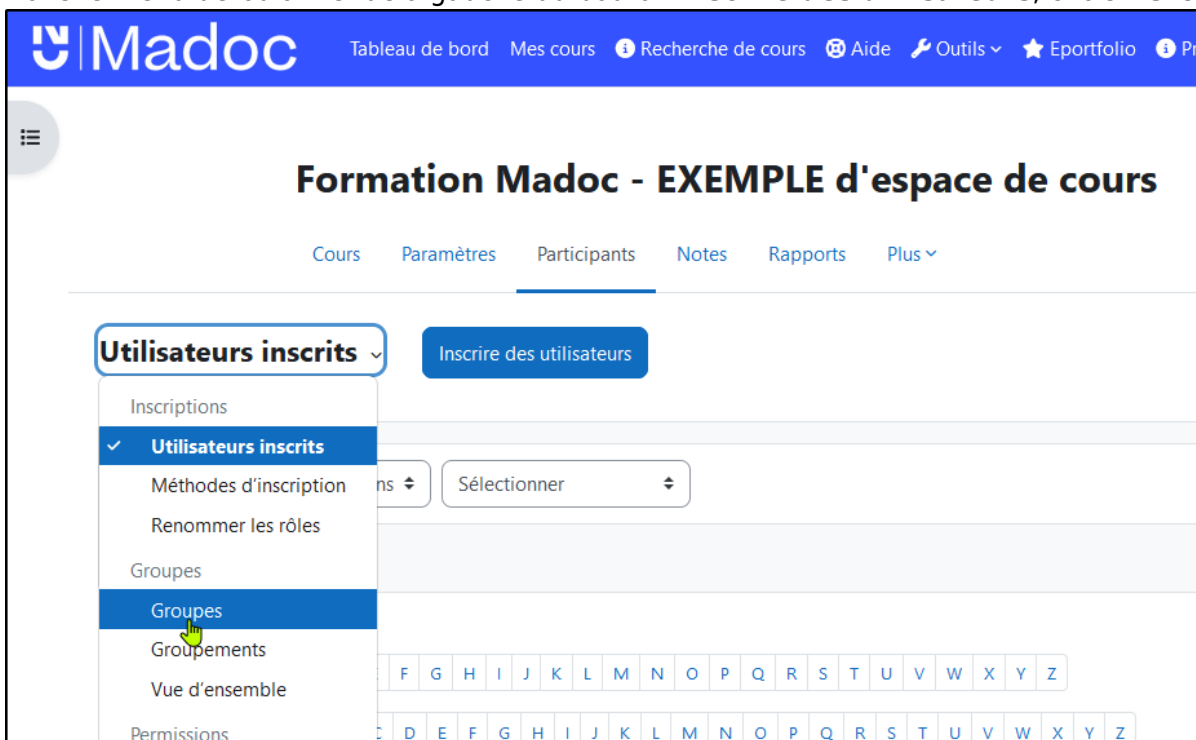 Madoc Tableau de bord Mes cours Recherche de cours Aide Outils Eportfolio Pr
Formation Madoc - EXEMPLE d'espace de cours
Cours Paramètres Participants Notes Rapports Plus
Utilisateurs inscrits Inscrire des utilisateurs
Inscriptions
Utilisateurs inscrits
Méthodes d'inscription ns Sélectionner
Renommer les rôles
Groupes
Groupes
Groupements
F G H I J K L M N O P Q R S T U V W X Y Z
Vue d'ensemble
Permissions C D E F G H I J K L M N O P Q R S T U V W X Y Z